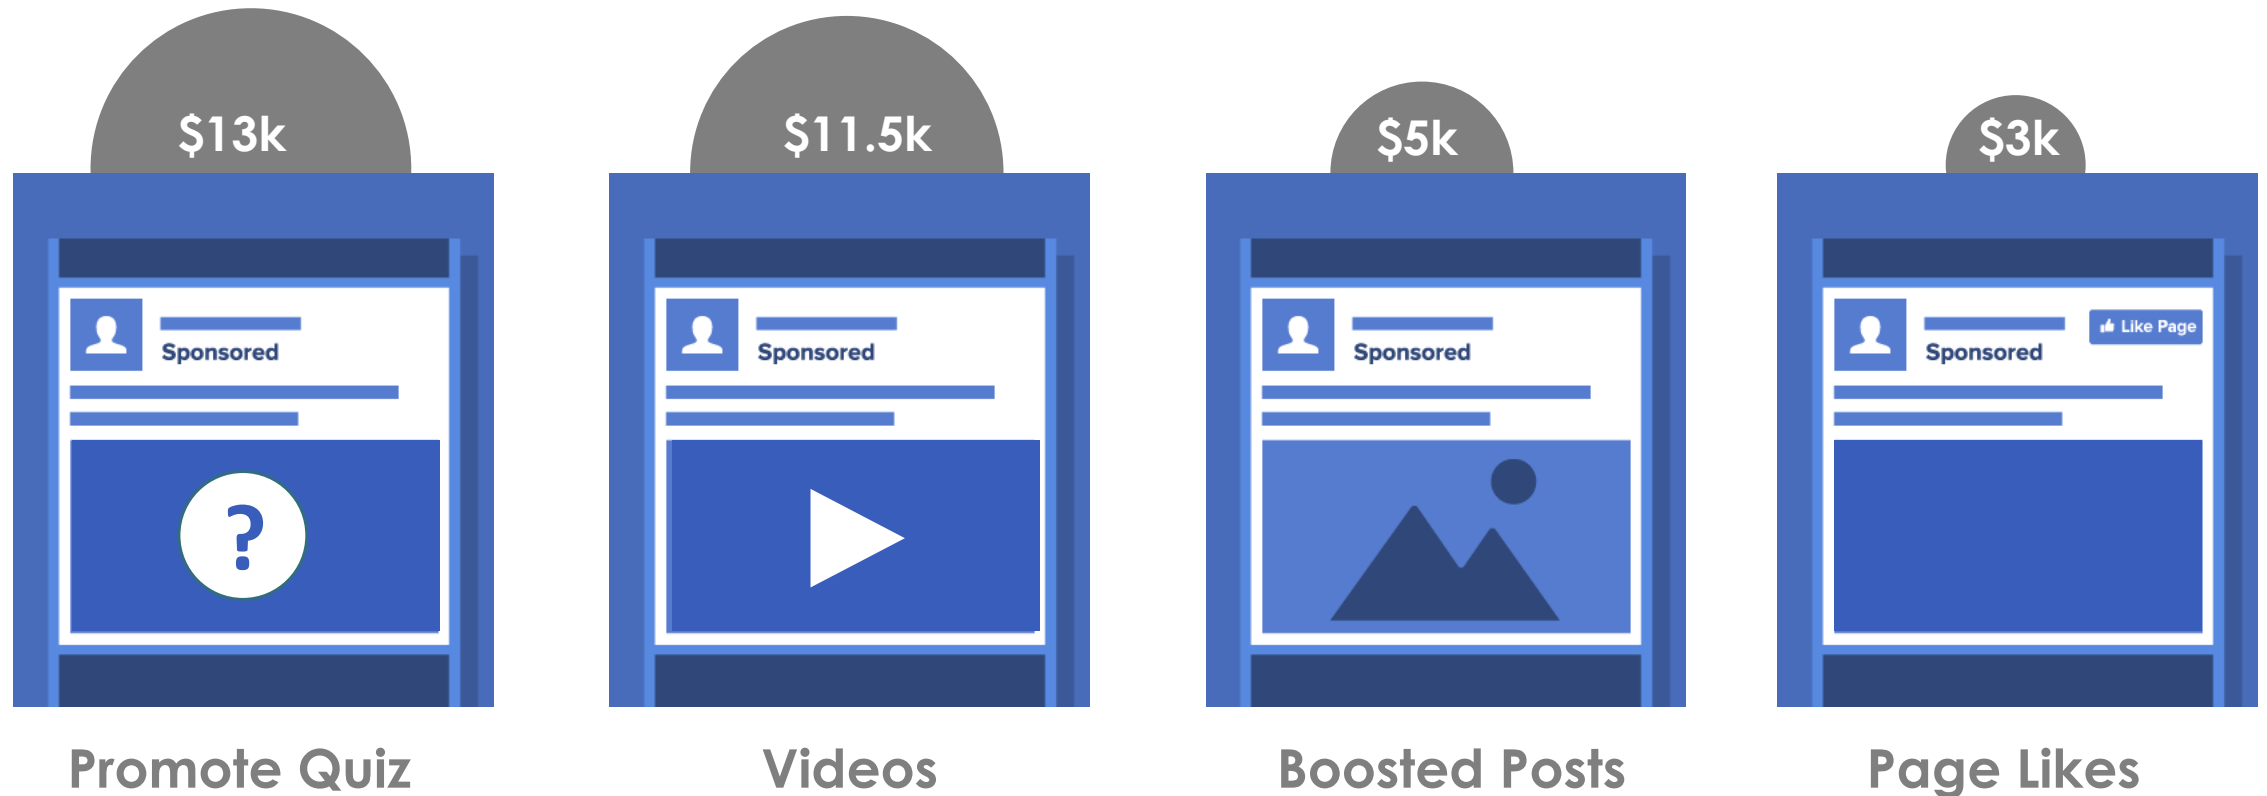 $13k
$11.5k
$5k
$3k
Sponsored
Sponsored
Sponsored
Sponsored
Like Page
?
Promote Quiz
Videos
Boosted Posts
Page Likes